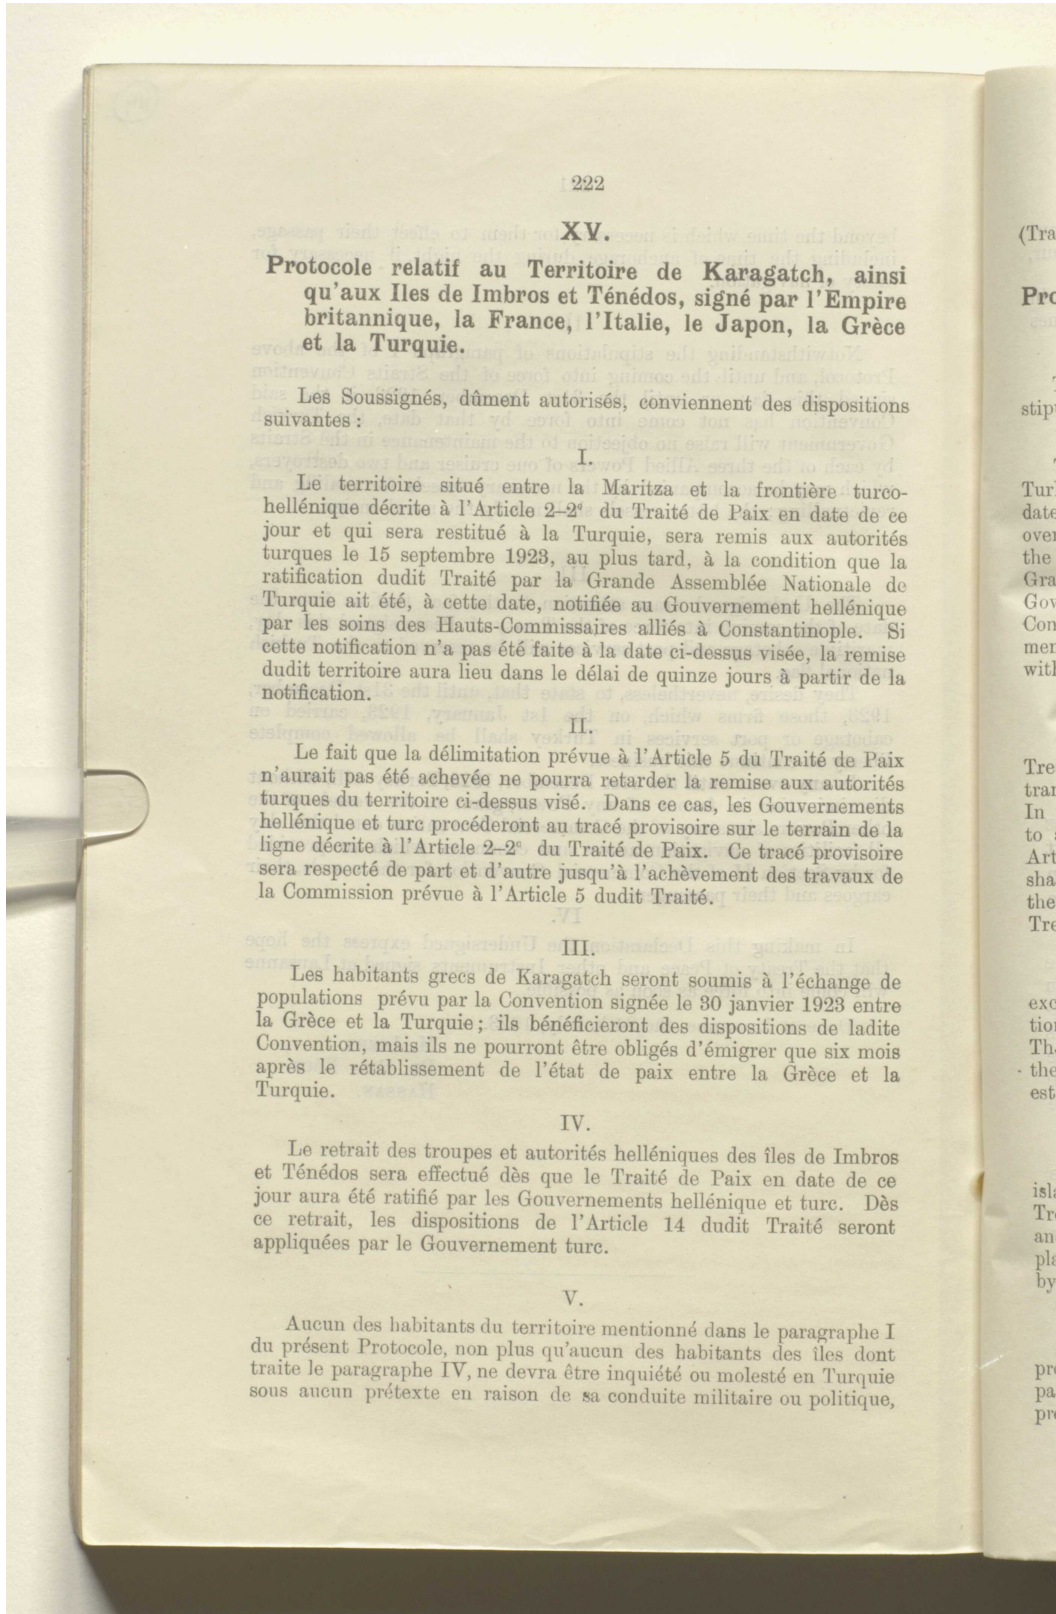 222
XV.
Protocole relatif au Territoire de Karagatch, ainsi
qu'aux Iles de Imbros et Ténédos, signé par l'Empire
britannique, la France, l'Italie, le Japon, la Grèce
et la Turquie.
Les Soussignés, dûment autorisés, conviennent des dispositions
suivantes :
I.
Le territoire situé entre la Maritza et la frontière turco-
hellénique décrite à l'Article 2–2° du Traité de Paix en date de ce
jour et qui sera restitué à la Turquie, sera remis aux autorités
turques le 15 septembre 1923, au plus tard, à la condition que la
ratification dudit Traité par la Grande Assemblée Nationale de
Turquie ait été, à cette date, notifiée au Gouvernement hellénique
par les soins des Hauts-Commissaires alliés à Constantinople. Si
cette notification n'a pas été faite à la date ci-dessus visée, la remise
dudit territoire aura lieu dans le délai de quinze jours à partir de la
notification.
II.
Le fait que la délimitation prévue à l'Article 5 du Traité de Paix
n'aurait pas été achevée ne pourra retarder la remise aux autorités
turques du territoire ci-dessus visé. Dans ce cas, les Gouvernements
hellénique et turc procéderont au tracé provisoire sur le terrain de la
ligne décrite à l'Article 2–2° du Traité de Paix. Ce tracé provisoire
sera respecté de part et d'autre jusqu'à l'achèvement des travaux de
la Commission prévue à l'Article 5 dudit Traité.
III.
Les habitants grecs de Karagatch seront soumis à l'échange de
populations prévu par la Convention signée le 30 janvier 1923 entre
la Grèce et la Turquie; ils bénéficieront des dispositions de ladite
Convention, mais ils ne pourront être obligés d'émigrer que six mois
après le rétablissement de l'état de paix entre la Grèce et la
Turquie.
IV.
Le retrait des troupes et autorités helléniques des îles de Imbros
et Ténédos sera effectué dès que le Traité de Paix en date de ce
jour aura été ratifié par les Gouvernements hellénique et turc. Dès
ce retrait, les dispositions de l'Article 14 dudit Traité seront
appliquées par le Gouvernement turc.
V.
Aucun des habitants du territoire mentionné dans le paragraphe I
du présent Protocole, non plus qu'aucun des habitants des îles dont
traite le paragraphe IV, ne devra être inquiété ou molesté en Turquie
sous aucun prétexte en raison de sa conduite militaire ou politique,